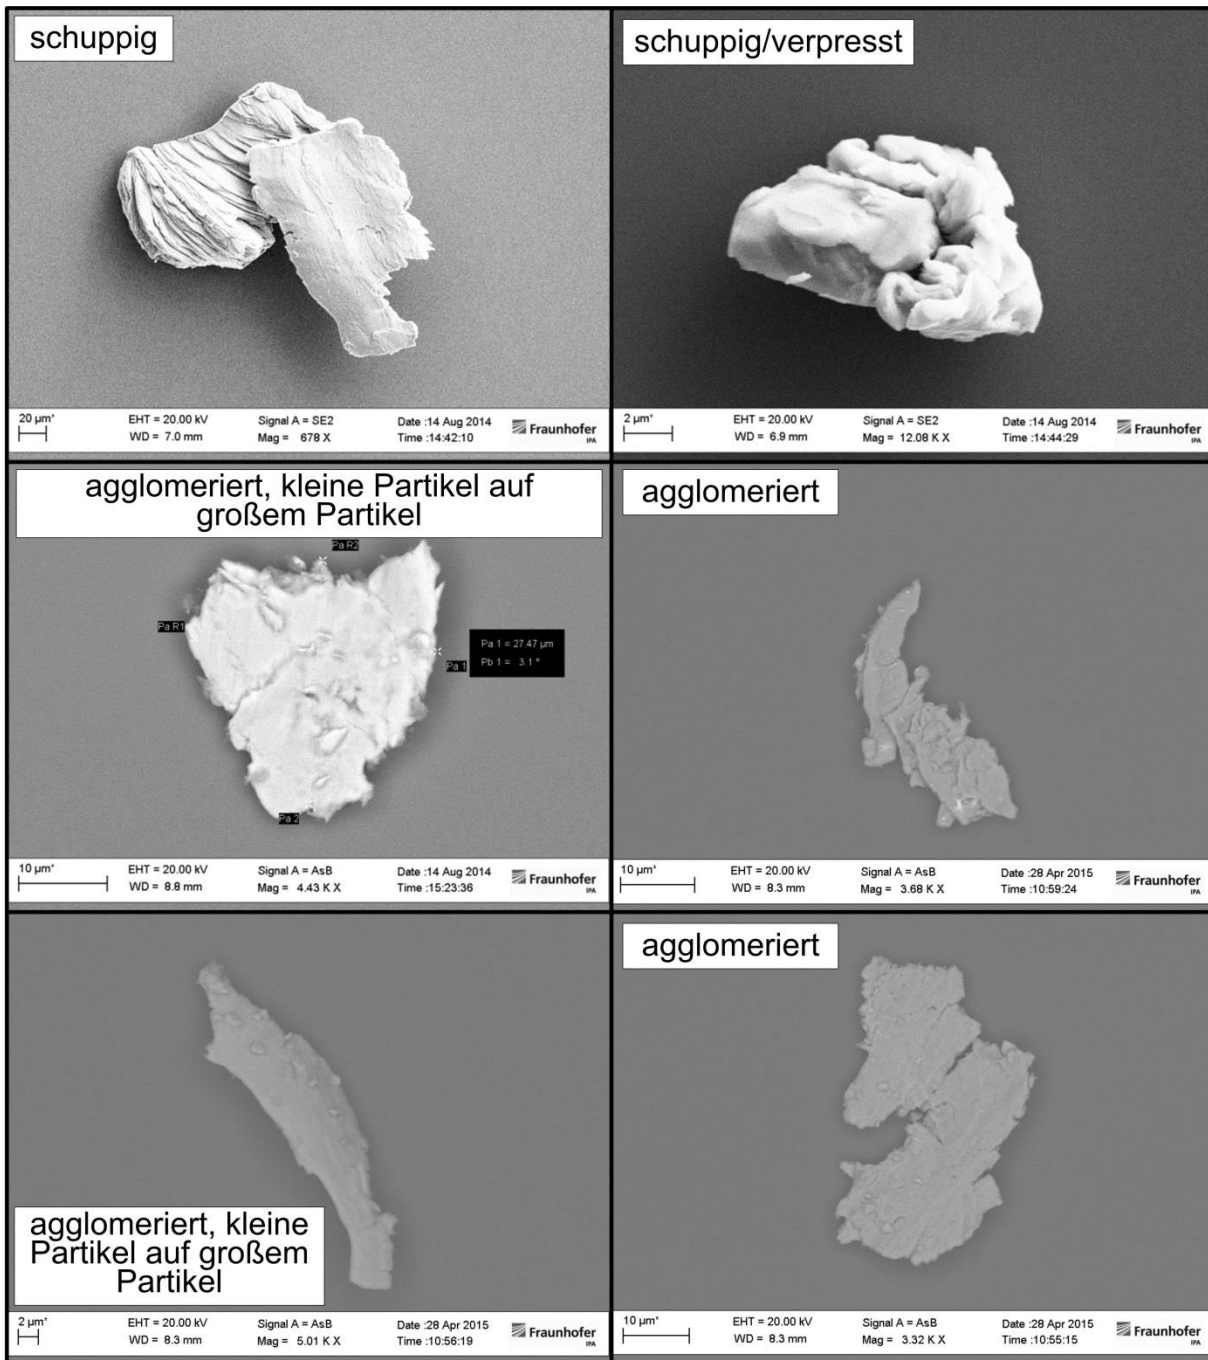 schuppig
20 µm*
EHT = 20.00 kV
WD = 7.0 mm
Signal A = SE2
Mag = 678 X
Date :14 Aug 2014
Time :14:42:10
Fraunhofer
IPA
schuppig/verpresst
2 µm*
EHT = 20.00 kV
WD = 6.9 mm
Signal A = SE2
Mag = 12.08 K X
Date :14 Aug 2014
Time :14:44:29
Fraunhofer
IPA
agglomeriert, kleine Partikel auf
großem Partikel
Pa R2
Pa R1
Pa 1 = 27.47 µm
Pb 1 = 3.1 °
Pa 1
Pa 2
10 µm*
EHT = 20.00 kV
WD = 8.8 mm
Signal A = AsB
Mag = 4.43 K X
Date :14 Aug 2014
Time :15:23:36
Fraunhofer
IPA
agglomeriert
10 µm*
EHT = 20.00 kV
WD = 8.3 mm
Signal A = AsB
Mag = 3.68 K X
Date :28 Apr 2015
Time :10:59:24
Fraunhofer
IPA
agglomeriert, kleine
Partikel auf großem
Partikel
2 µm*
EHT = 20.00 kV
WD = 8.3 mm
Signal A = AsB
Mag = 5.01 K X
Date :28 Apr 2015
Time :10:56:19
Fraunhofer
IPA
agglomeriert
10 µm*
EHT = 20.00 kV
WD = 8.3 mm
Signal A = AsB
Mag = 3.32 K X
Date :28 Apr 2015
Time :10:55:15
Fraunhofer
IPA